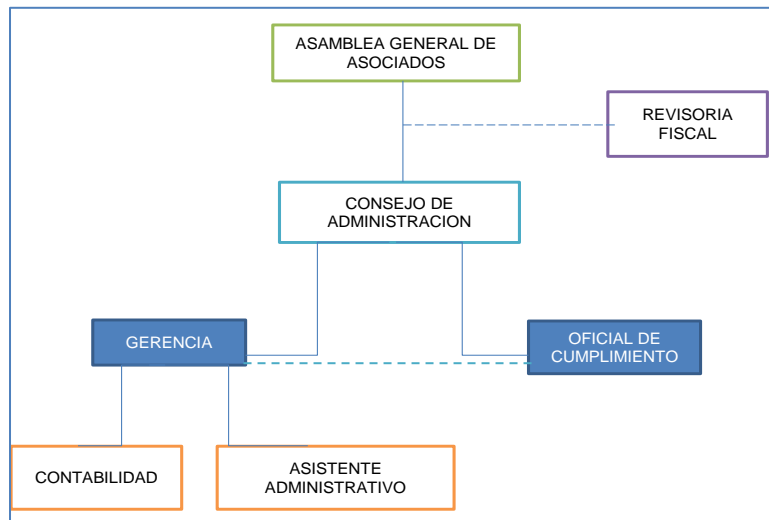 ASAMBLEA GENERAL DE
ASOCIADOS
REVISORIA
FISCAL
CONSEJO DE
ADMINISTRACION
GERENCIA
OFICIAL DE
CUMPLIMIENTO
CONTABILIDAD
ASISTENTE
ADMINISTRATIVO